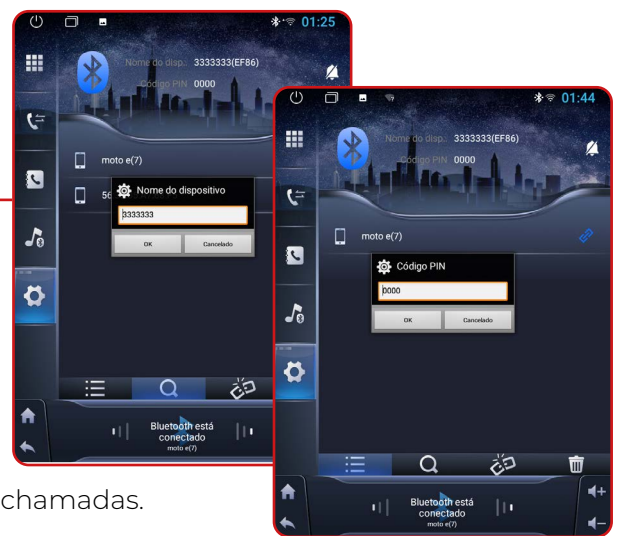 01:25
Nome do disp.: 3333333(EF86)
Código PIN 0000
moto e(7)
56
Nome do dispositivo
3333333
OK Cancelado
Bluetooth está
conectado
moto e(7)
01:44
Nome do disp.: 3333333(EF86)
Código PIN 0000
moto e(7)
Código PIN
0000
OK Cancelado
Bluetooth está
conectado
moto e(7)
chamadas.